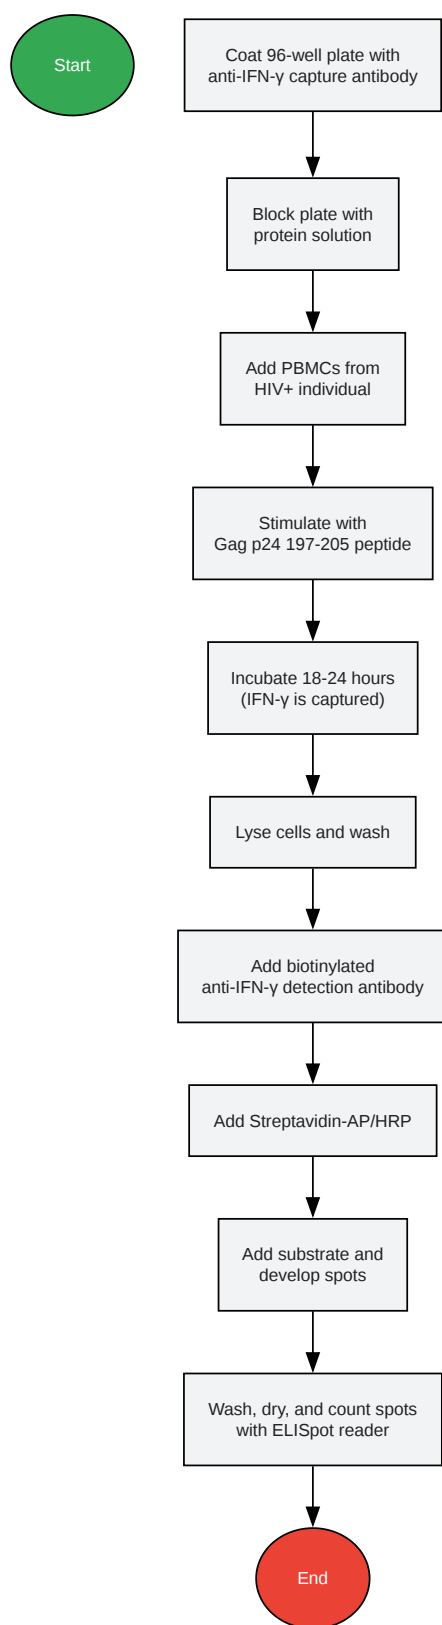 Start
Coat 96-well plate with
anti-IFN-γ capture antibody
Block plate with
protein solution
Add PBMCs from
HIV+ individual
Stimulate with
Gag p24 197-205 peptide
Incubate 18-24 hours
(IFN-γ is captured)
Lyse cells and wash
Add biotinylated
anti-IFN-γ detection antibody
Add Streptavidin-AP/HRP
Add substrate and
develop spots
Wash, dry, and count spots
with ELISpot reader
End